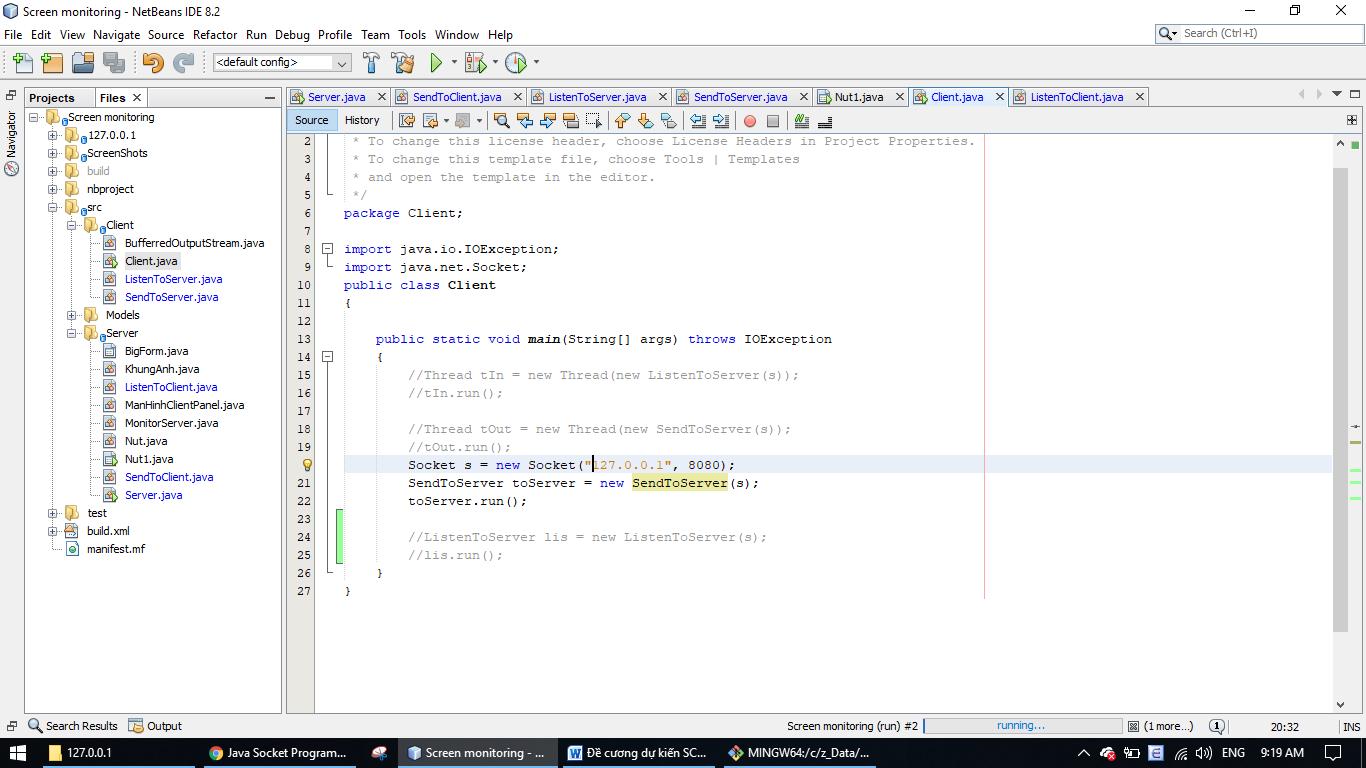 Screen monitoring - NetBeans IDE 8.2
File Edit View Navigate Source Refactor Run Debug Profile Team Tools Window Help
Search (Ctrl+I)
<default config>
Projects Files
Server.java SendToClient.java ListenToServer.java SendToServer.java Nut1.java Client.java ListenToClient.java
Navigator
Source History
Screen monitoring
127.0.0.1
ScreenShots
build
nbproject
src
Client
BufferredOutputStream.java
Client.java
ListenToServer.java
SendToServer.java
Models
Server
BigForm.java
KhungAnh.java
ListenToClient.java
ManHinhClientPanel.java
MonitorServer.java
Nut.java
Nut1.java
SendToClient.java
Server.java
test
build.xml
manifest.mf
2 * To change this license header, choose License Headers in Project Properties.
3 * To change this template file, choose Tools | Templates
4 * and open the template in the editor.
5 */
6 package Client;
7
8 import java.io.IOException;
9 import java.net.Socket;
10 public class Client
11 {
12
13 public static void main(String[] args) throws IOException
14 {
15 //Thread tIn = new Thread(new ListenToServer(s));
16 //tIn.run();
17
18 //Thread tOut = new Thread(new SendToServer(s));
19 //tOut.run();
Socket s = new Socket("127.0.0.1", 8080);
21 SendToServer toServer = new SendToServer(s);
22 toServer.run();
23
24 //ListenToServer lis = new ListenToServer(s);
25 //lis.run();
26 }
27 }
Search Results Output
Screen monitoring (run) #2 running... (1 more...) 1 20:32 INS
127.0.0.1 Java Socket Program... Screen monitoring - ... Đề cương dự kiến SC... MINGW64:/c/z_Data/... ENG 9:19 AM